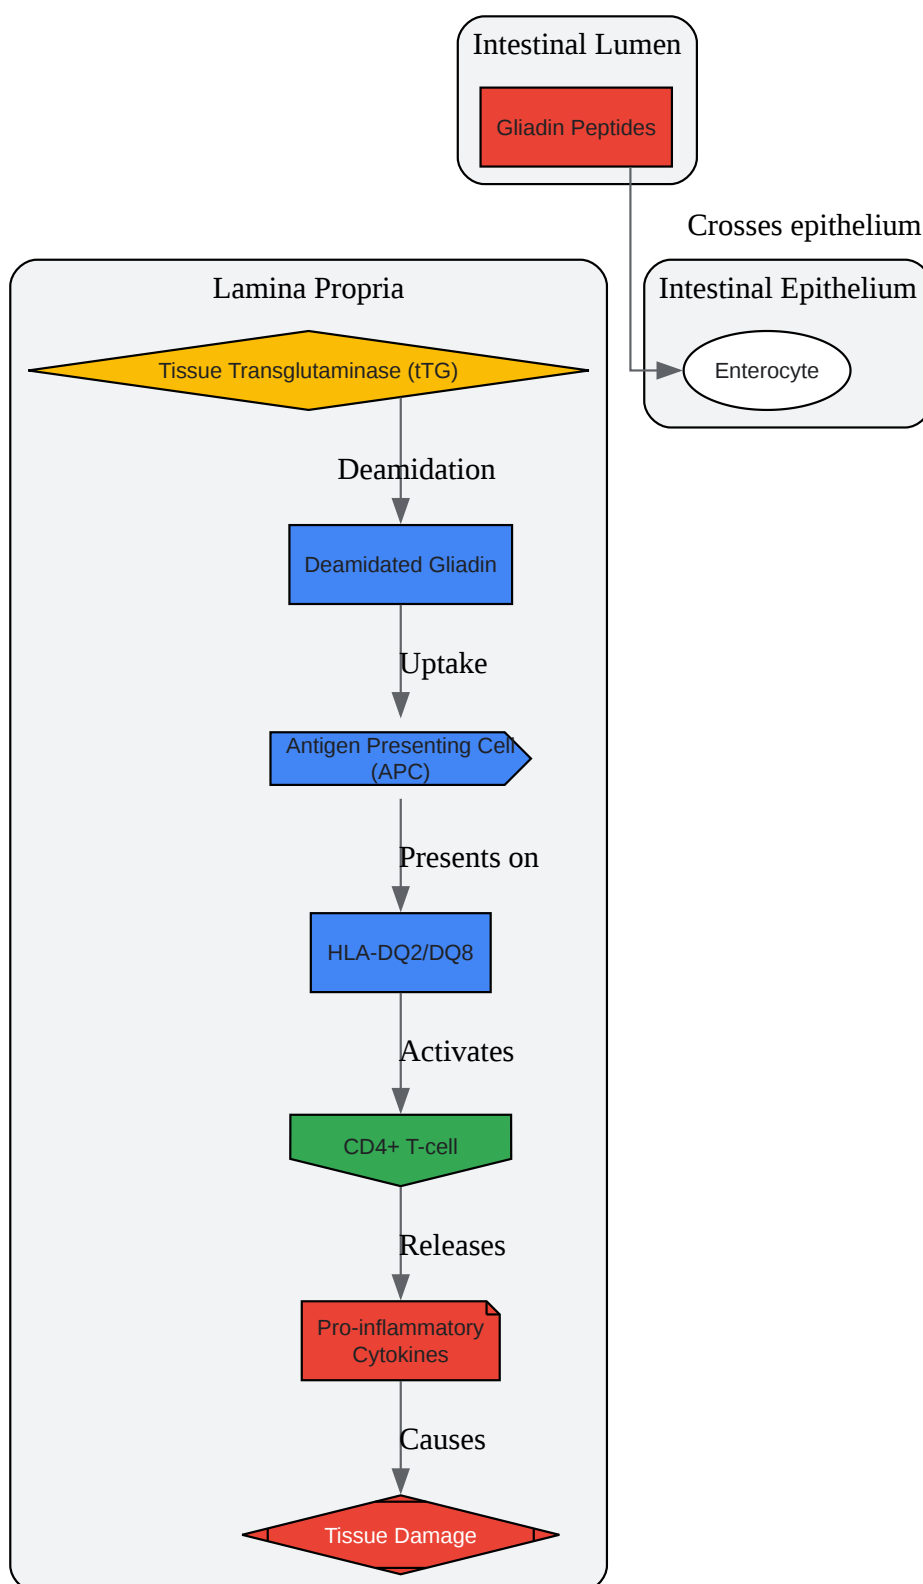 Intestinal Lumen
Gliadin Peptides
Crosses epithelium
Lamina Propria
Intestinal Epithelium
Tissue Transglutaminase (tTG)
Enterocyte
Deamidation
Deamidated Gliadin
Uptake
Antigen Presenting Cell
(APC)
Presents on
HLA-DQ2/DQ8
Activates
CD4+ T-cell
Releases
Pro-inflammatory
Cytokines
Causes
Tissue Damage